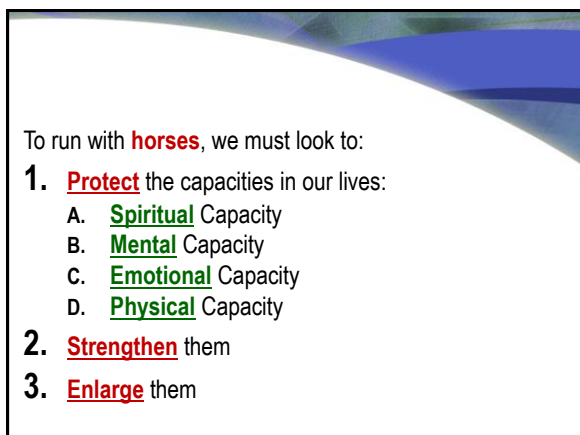 To run with horses, we must look to:
1. Protect the capacities in our lives:
A. Spiritual Capacity
B. Mental Capacity
C. Emotional Capacity
D. Physical Capacity
2. Strengthen them
3. Enlarge them